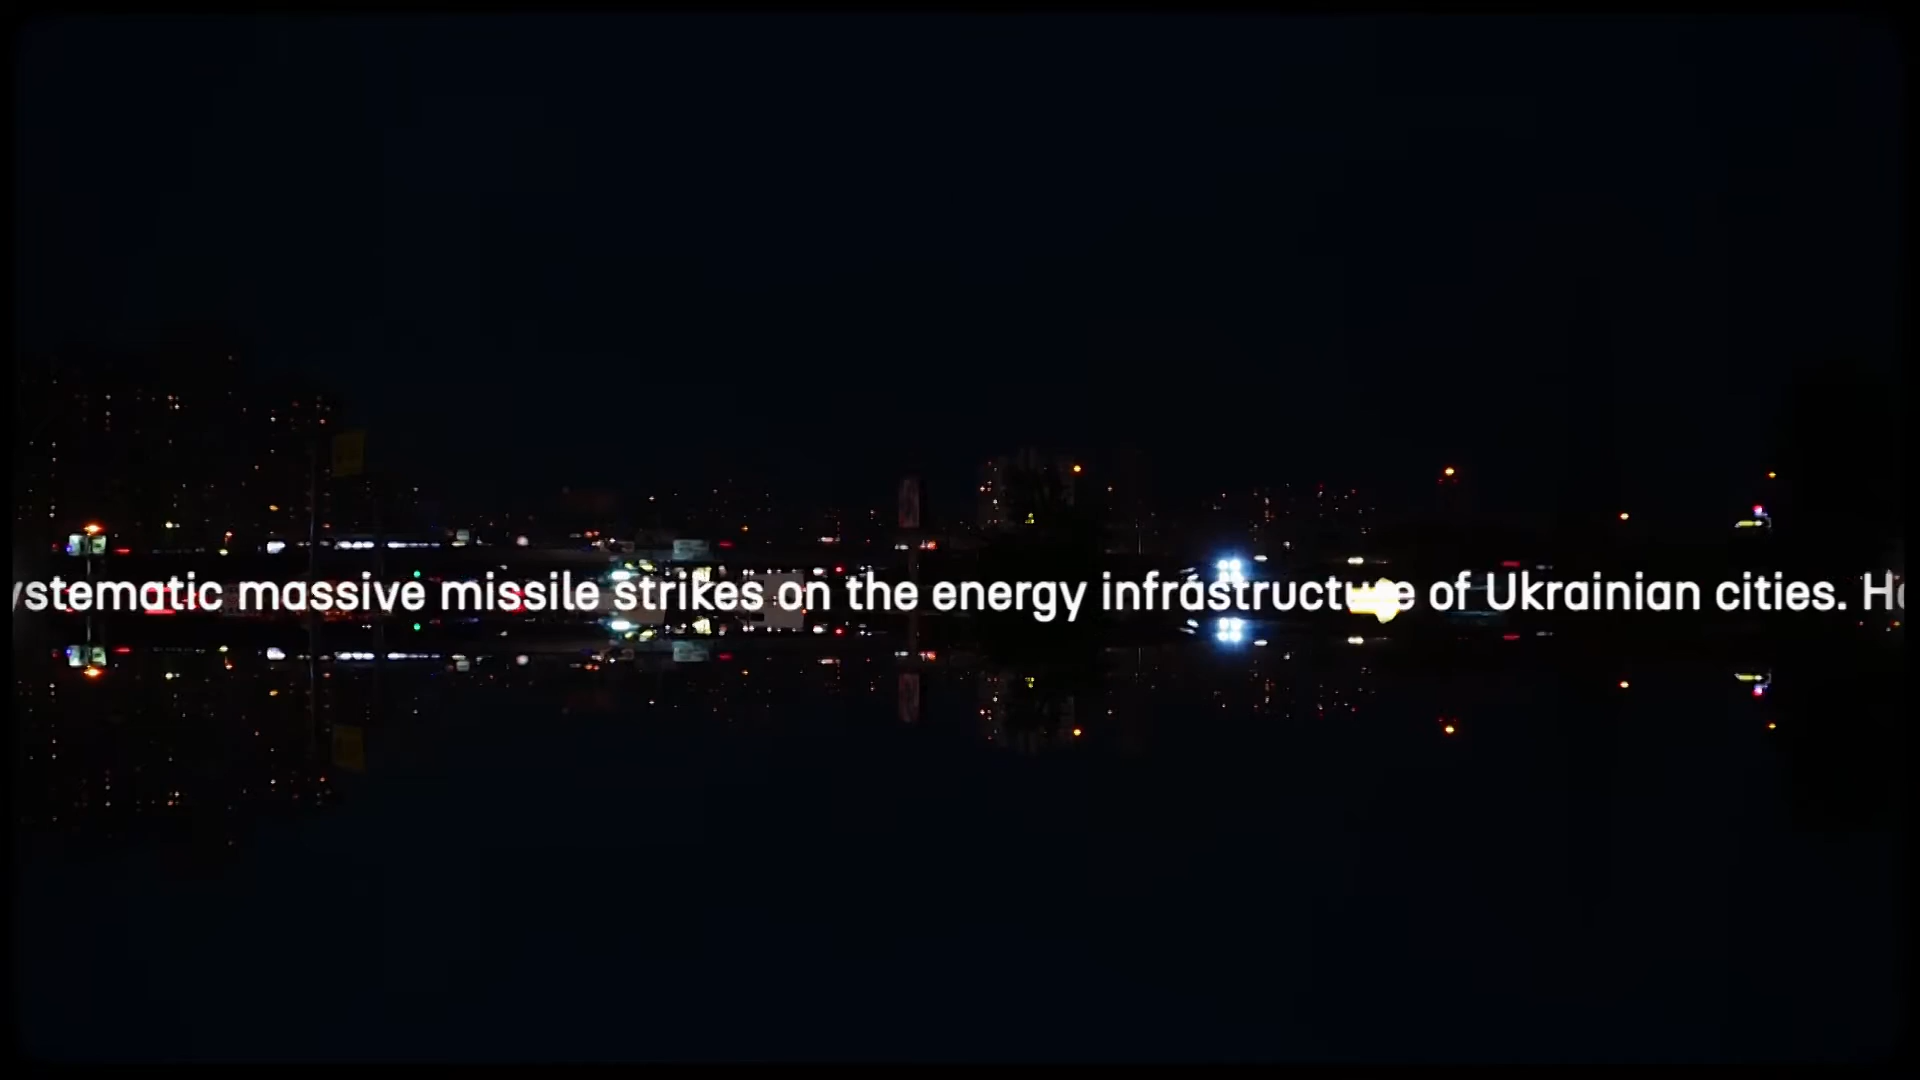 ystematic massive missile strikes on the energy infrastructure of Ukrainian cities. H